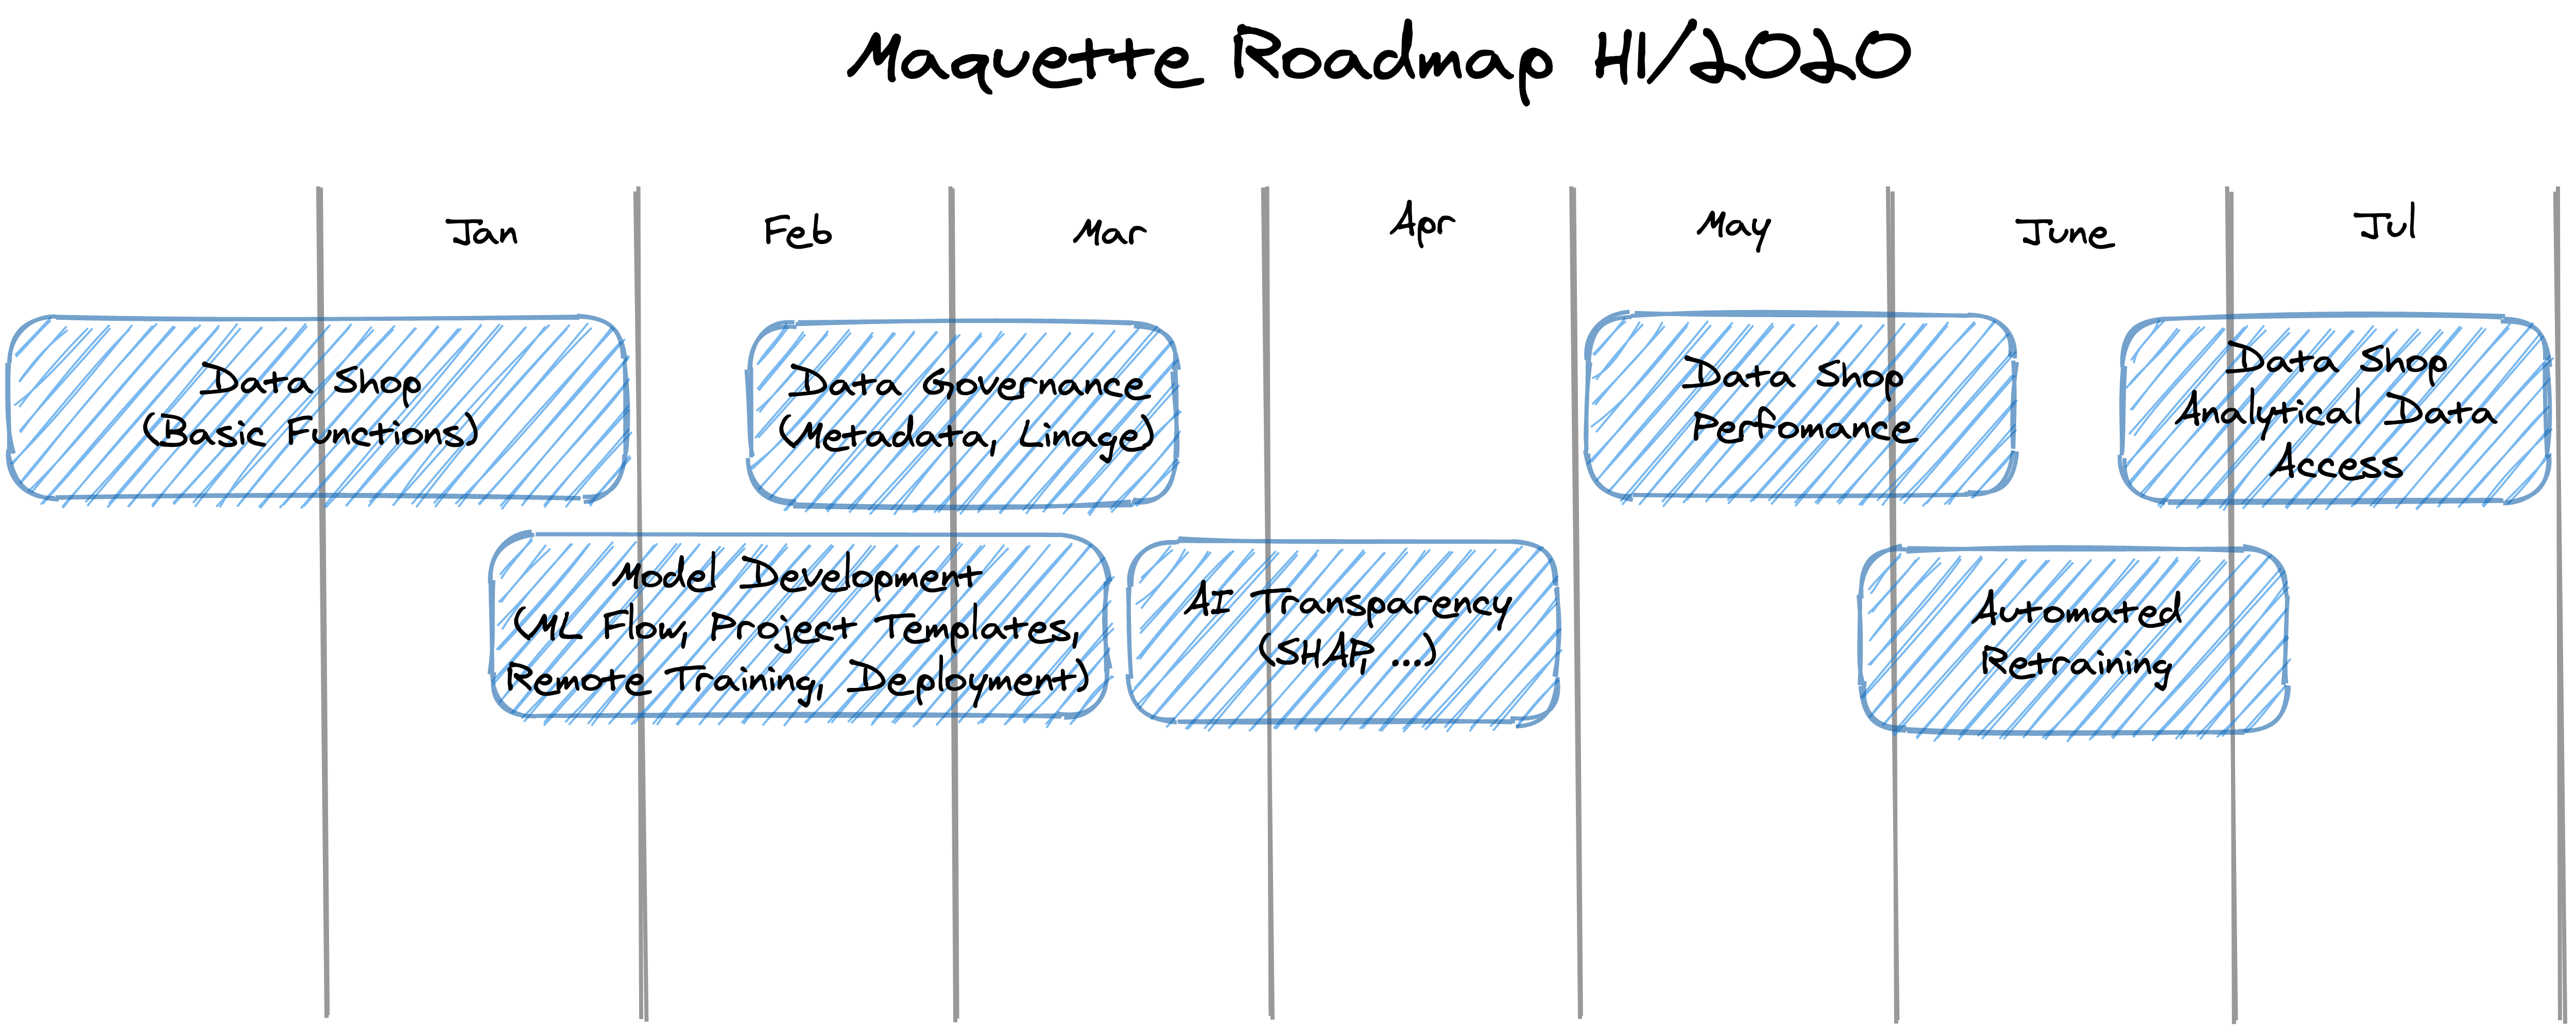 Maquette Roadmap H1/2020
Jan
Feb
Mar
Apr
May
June
Jul
Data Shop
(Basic Functions)
Data Governance
(Metadata, Linage)
Data Shop
Perfomance
Data Shop
Analytical Data
Access
Model Development
(ML Flow, Project Templates,
Remote Training, Deployment)
AI Transparency
(SHAP, ...)
Automated
Retraining